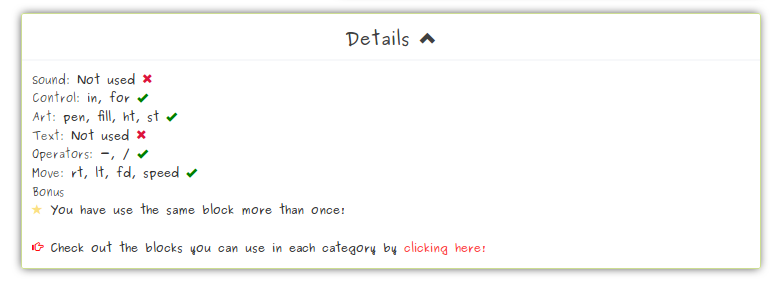 Details
Sound: Not used
Control: in, for
Art: pen, fill, ht, st
Text: Not used
Operators: -, /
Move: rt, lt, fd, speed
Bonus
You have use the same block more than once!
Check out the blocks you can use in each category by clicking here!